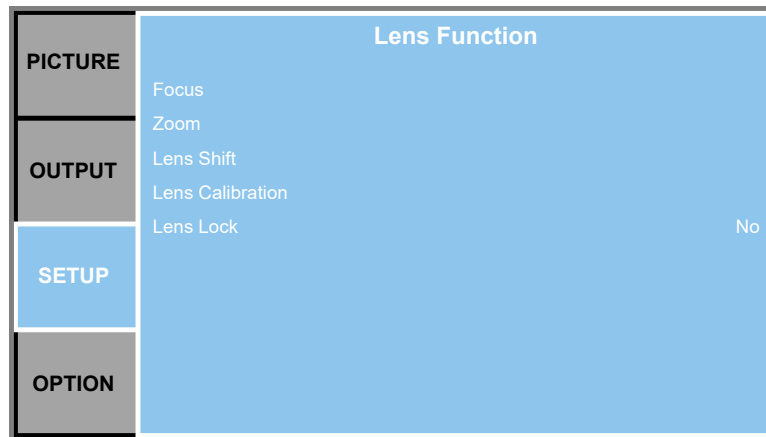 PICTURE
OUTPUT
SETUP
OPTION
Lens Function
Focus
Zoom
Lens Shift
Lens Calibration
Lens Lock No